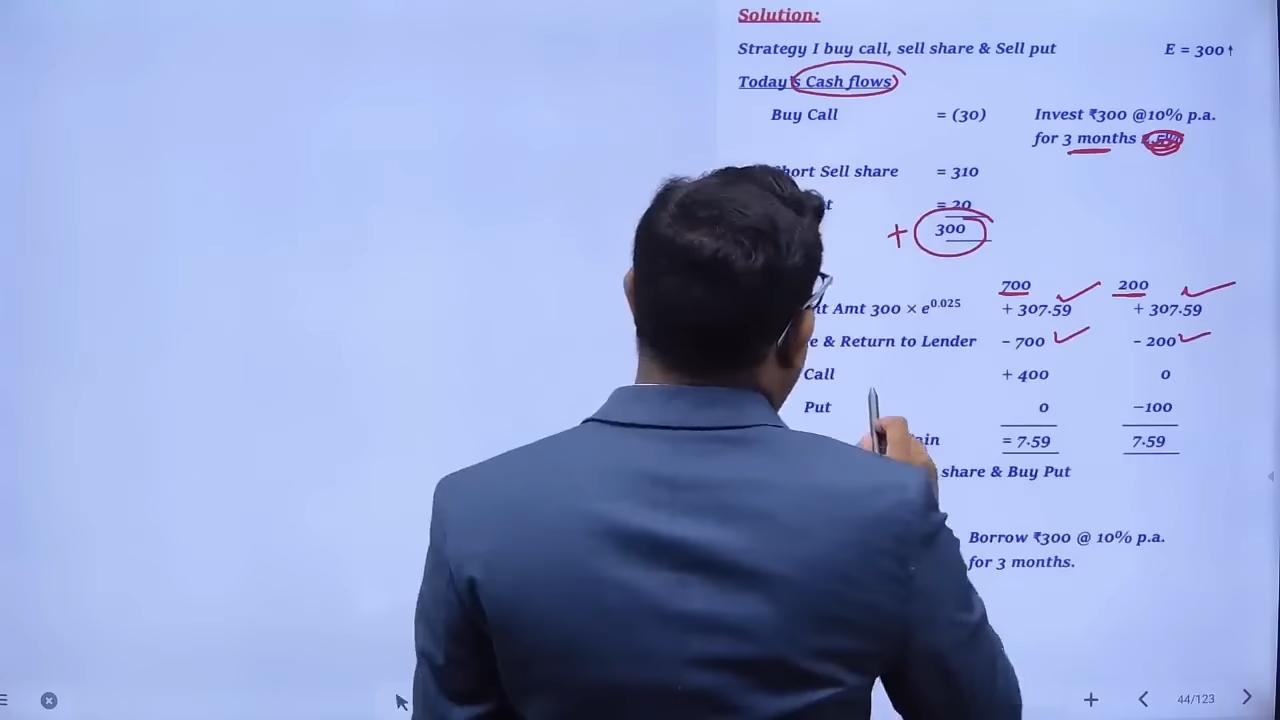 Solution:
Strategy I buy call, sell share & Sell put E = 300↑
Today's Cash flows
Buy Call = (30) Invest ₹300 @10% p.a.
for 3 months
Short Sell share = 310
= 20
+ 300
700 200
Amt 300 × e^0.025 + 307.59 + 307.59
& Return to Lender – 700 – 200
Call + 400 0
Put 0 –100
= 7.59 7.59
share & Buy Put
Borrow ₹300 @ 10% p.a.
for 3 months.
44/123